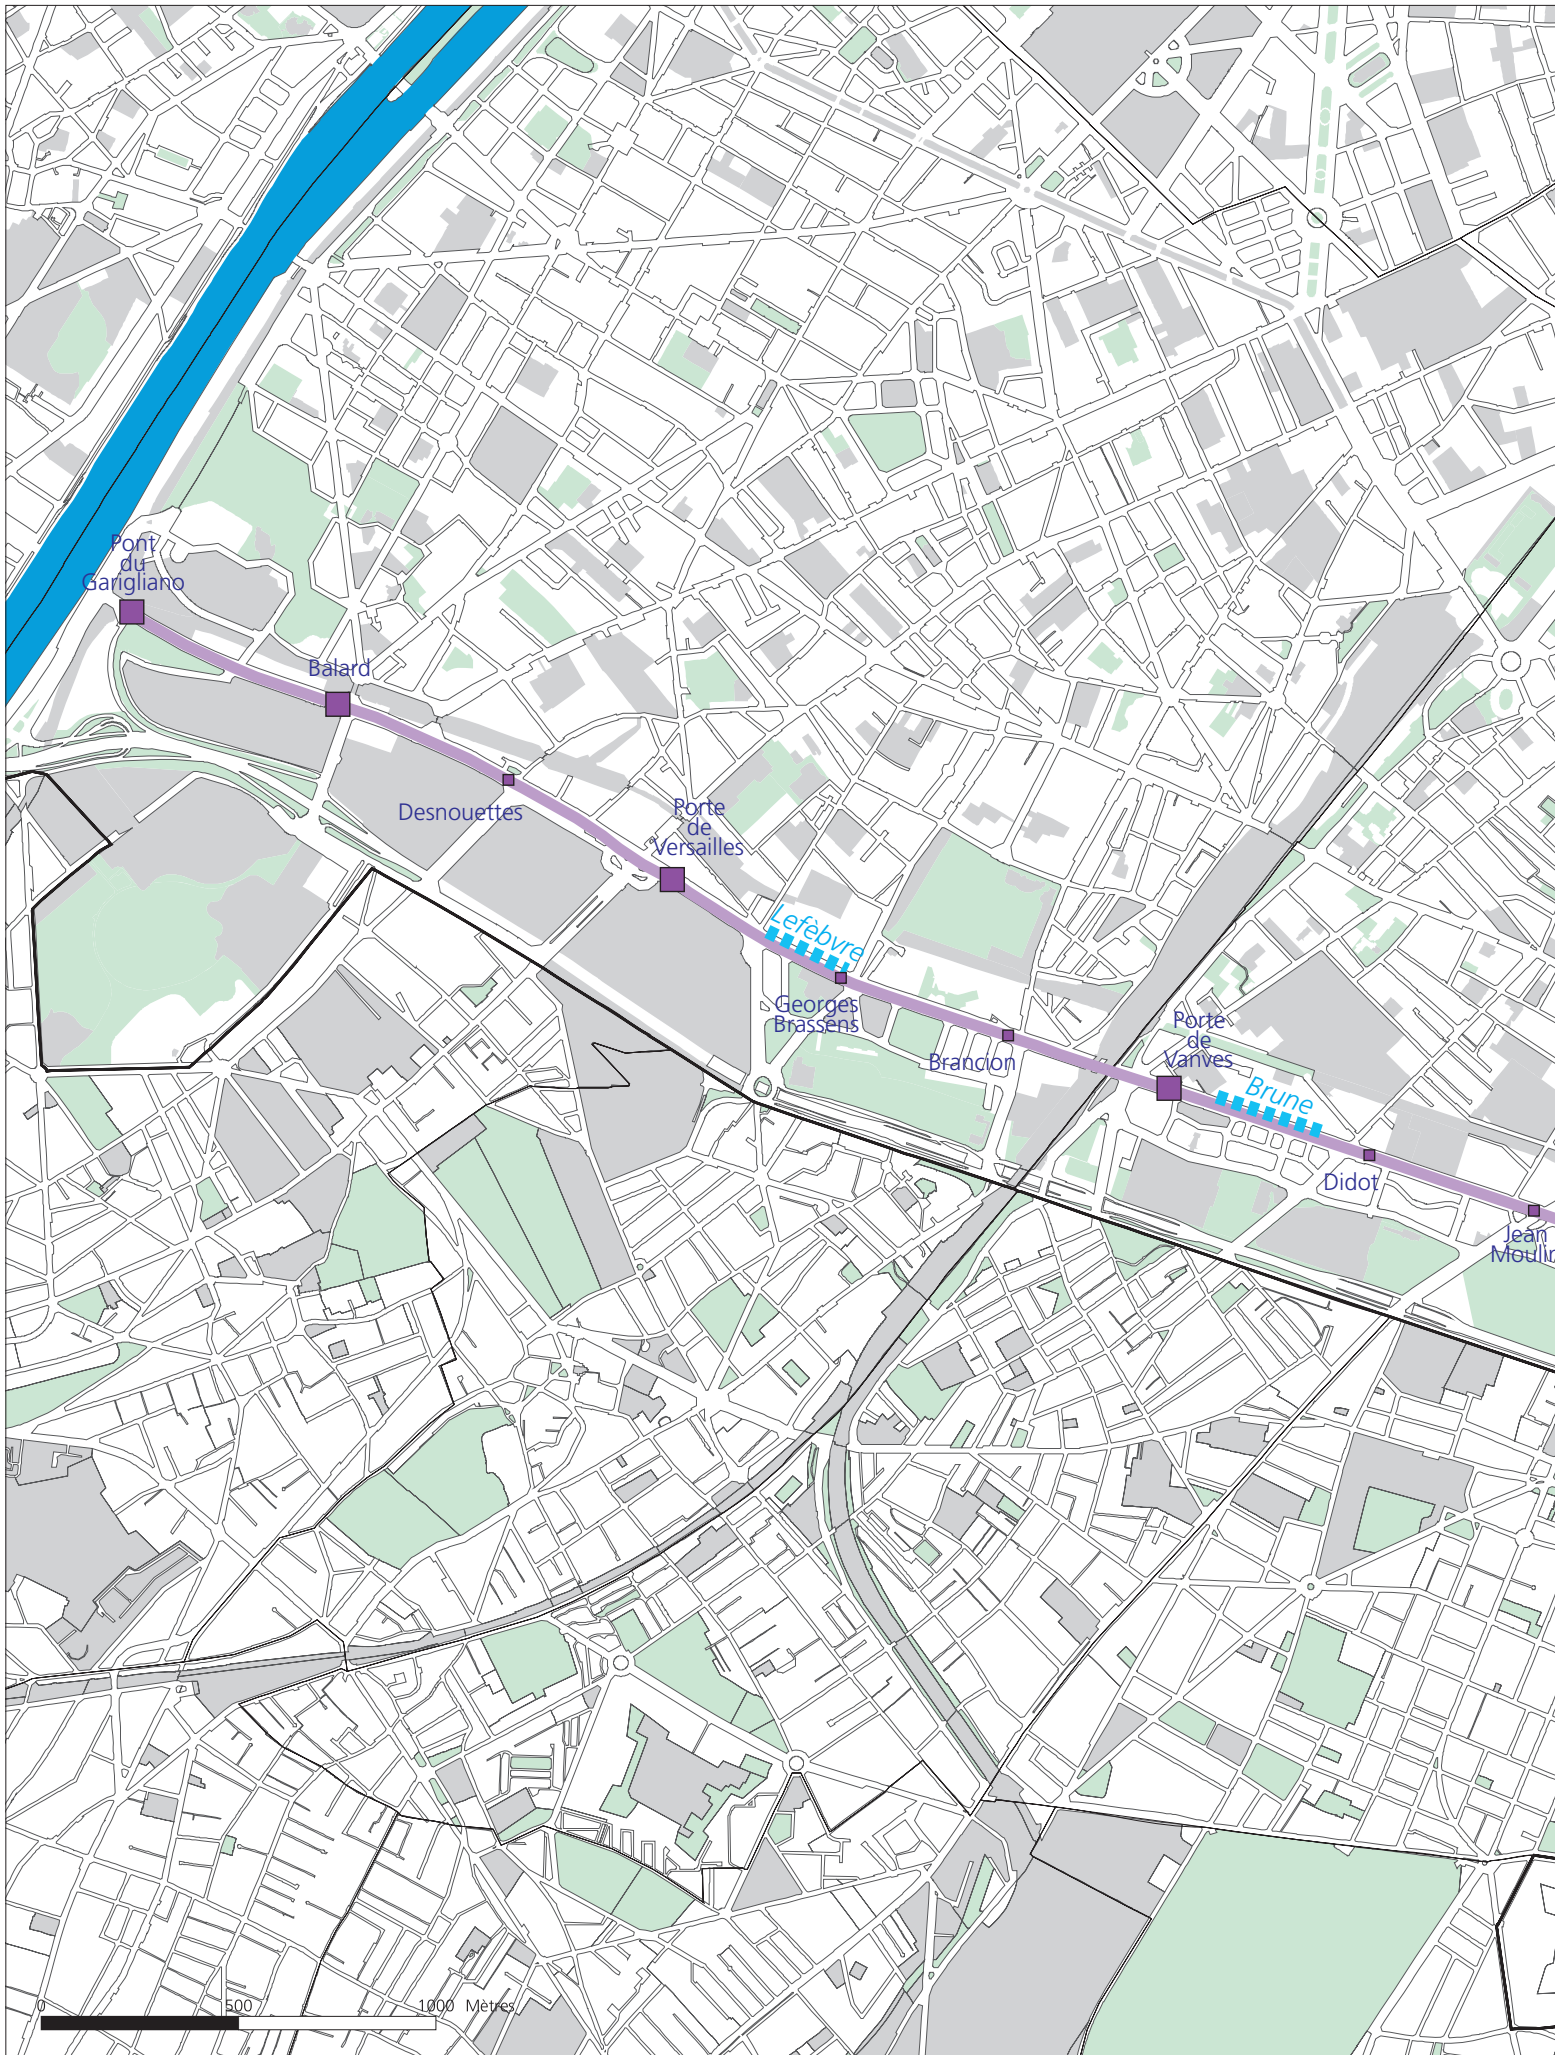 Pont
du
Garigliano
Balard
Desnouettes
Porte
de
Versailles
Lefèbvre
Georges
Brassens
Brancion
Porte
de
Vanves
Brune
Didot
Jean
Moulin
0 500 1000 Mètres